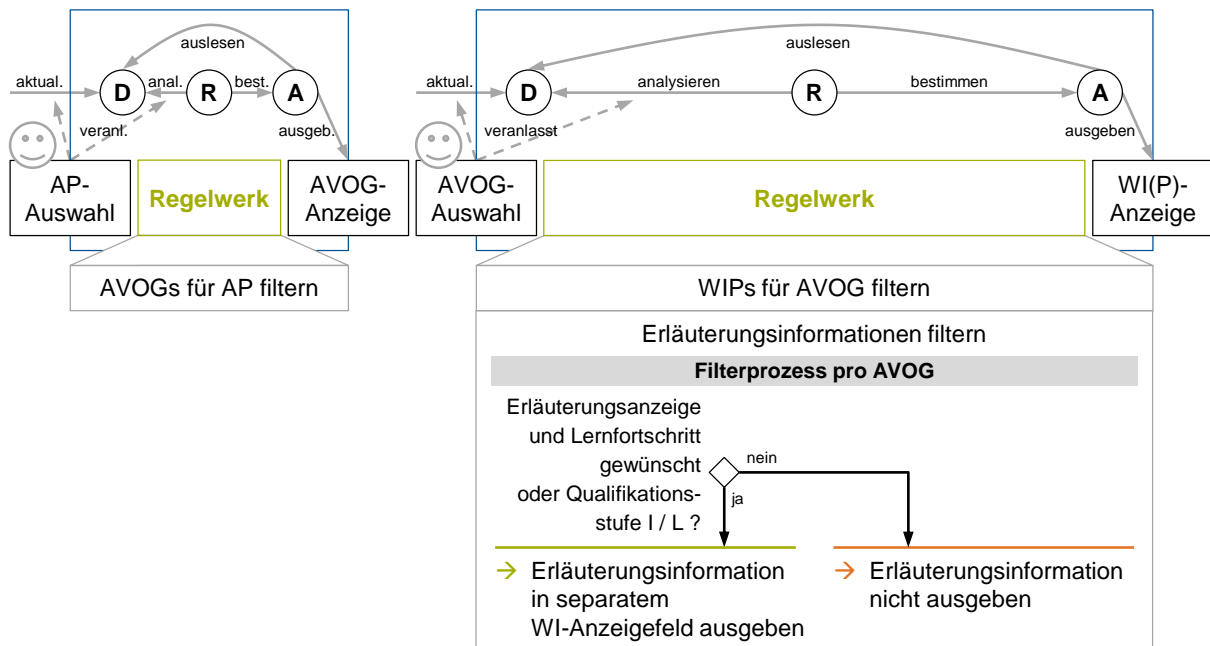 auslesen
aktual.
D
anal.
R
best.
A
veranl.
ausgeb.
AP-
Auswahl
Regelwerk
AVOG-
Anzeige
AVOGs für AP filtern
auslesen
aktual.
D
analysieren
R
bestimmen
A
veranlasst
ausgeben
AVOG-
Auswahl
Regelwerk
WI(P)-
Anzeige
WIPs für AVOG filtern
Erläuterungsinformationen filtern
Filterprozess pro AVOG
Erläuterungsanzeige
und Lernfortschritt
gewünscht
oder Qualifikations-
stufe I / L ?
nein
ja
→ Erläuterungsinformation
in separatem
WI-Anzeigefeld ausgeben
→ Erläuterungsinformation
nicht ausgeben